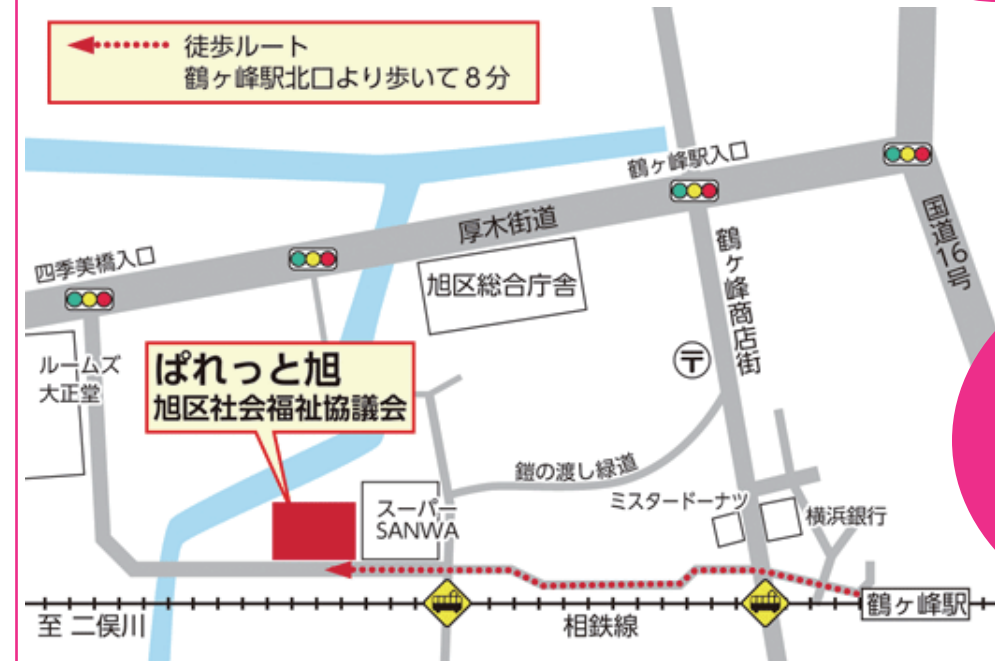 徒歩ルート
鶴ヶ峰駅北口より歩いて8分
鶴ヶ峰駅入口
厚木街道
国道16号
四季美橋入口
旭区総合庁舎
鶴ヶ峰商店街
ルームズ
大正堂
ぱれっと旭
旭区社会福祉協議会
〒
鎧の渡し緑道
スーパー
SANWA
ミスタードーナツ
横浜銀行
鶴ヶ峰駅
至 二俣川
相鉄線